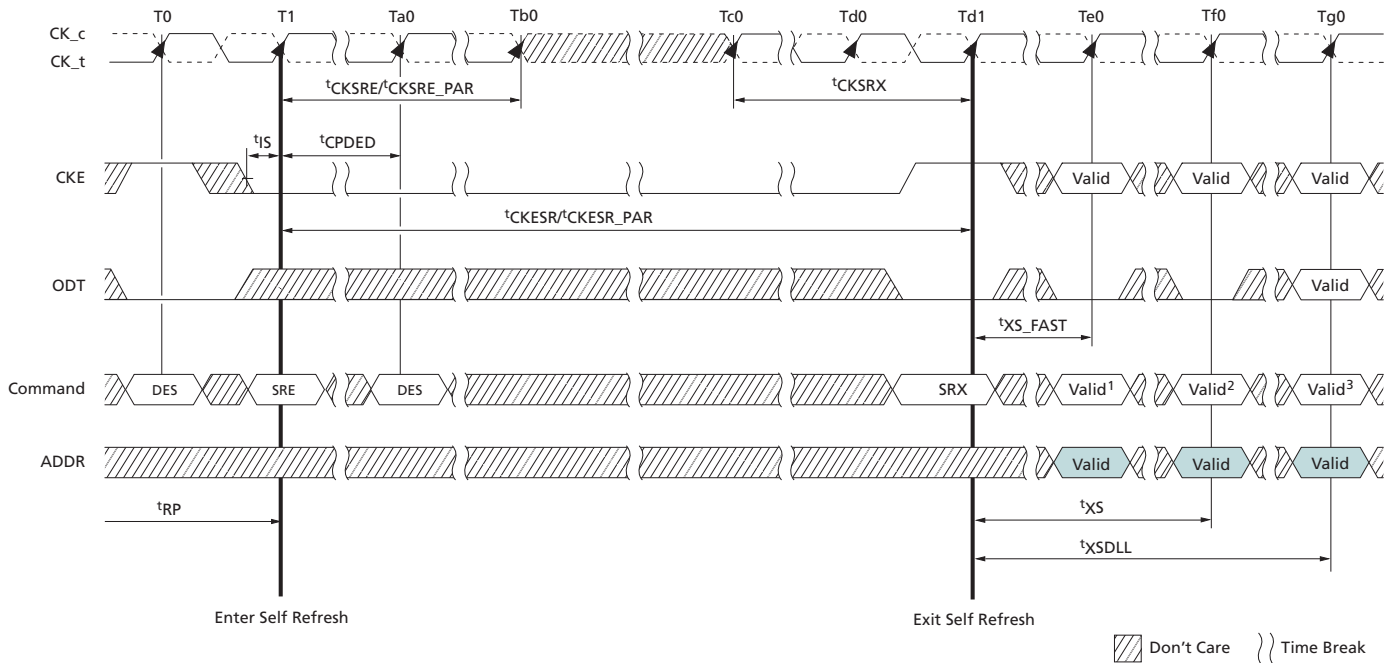 T0 T1 Ta0 Tb0 Tc0 Td0 Td1 Te0 Tf0 Tg0
CK_c
CK_t
tCKSRE/tCKSRE_PAR tCKSRX
tIS tCPDED
CKE Valid Valid Valid
tCKESR/tCKESR_PAR
ODT Valid
tXS_FAST
Command DES SRE DES SRX Valid1 Valid2 Valid3
ADDR Valid Valid Valid
tRP tXS
tXSDLL
Enter Self Refresh Exit Self Refresh
Don't Care Time Break